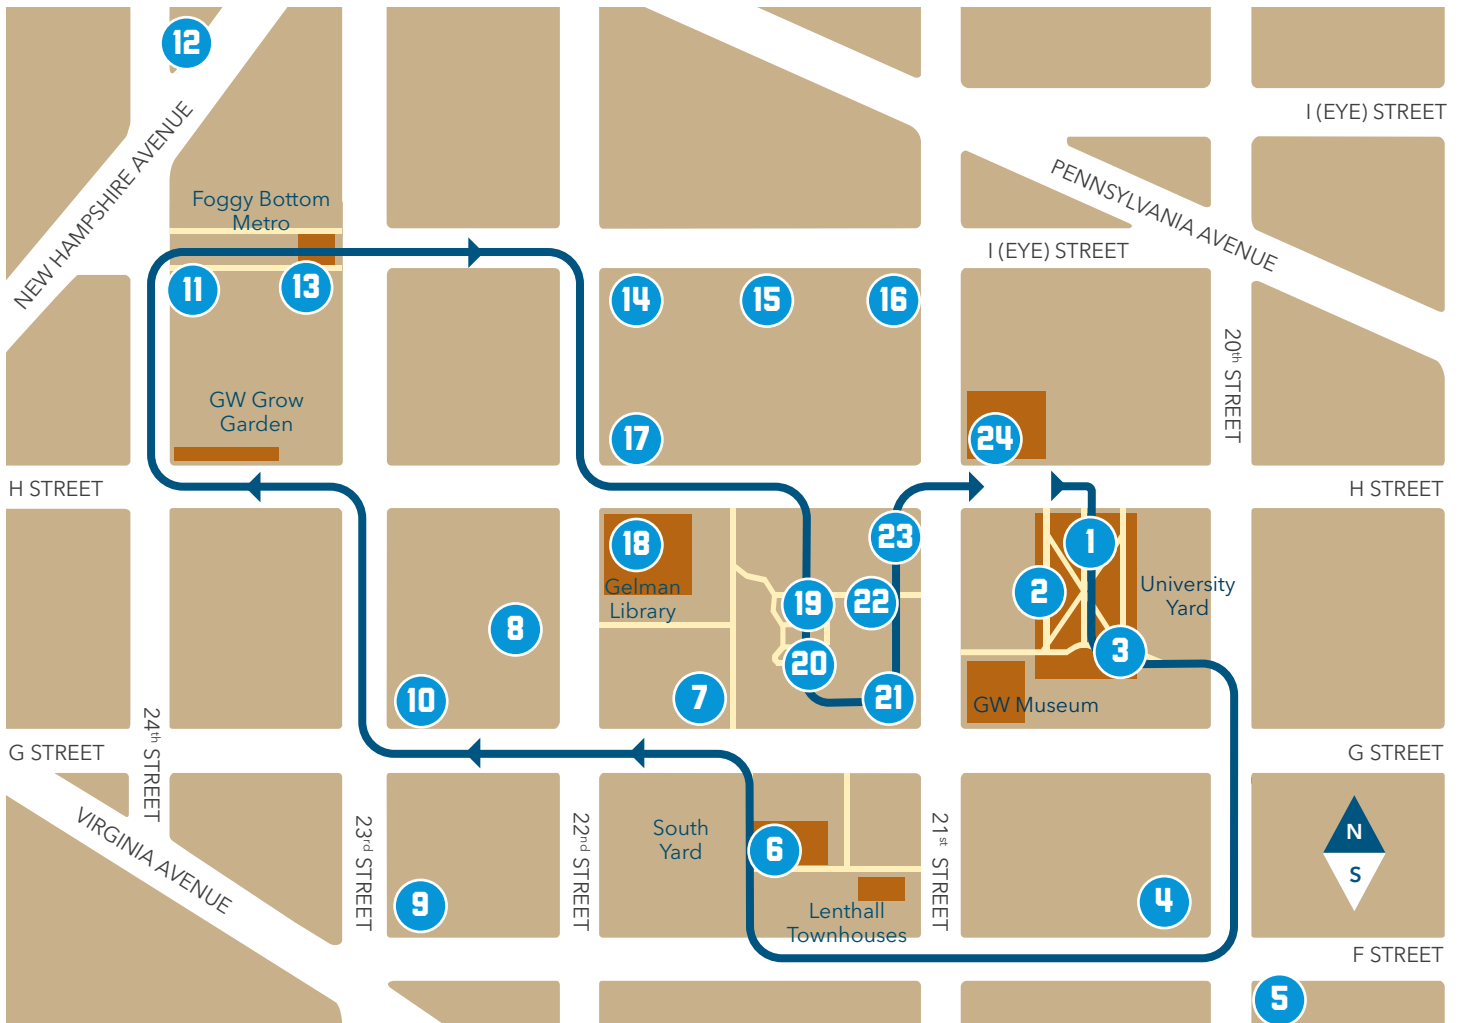 12
I (EYE) STREET
NEW HAMPSHIRE AVENUE
PENNSYLVANIA AVENUE
Foggy Bottom
Metro
I (EYE) STREET
11
13
14
15
16
20th STREET
GW Grow
Garden
17
24
H STREET
H STREET
18
Gelman
Library
19
22
23
1
2
University
Yard
8
20
3
10
7
21
GW Museum
24th STREET
G STREET
G STREET
VIRGINIA AVENUE
23rd STREET
22nd STREET
South
Yard
6
21st STREET
N
S
9
4
Lenthall
Townhouses
F STREET
5